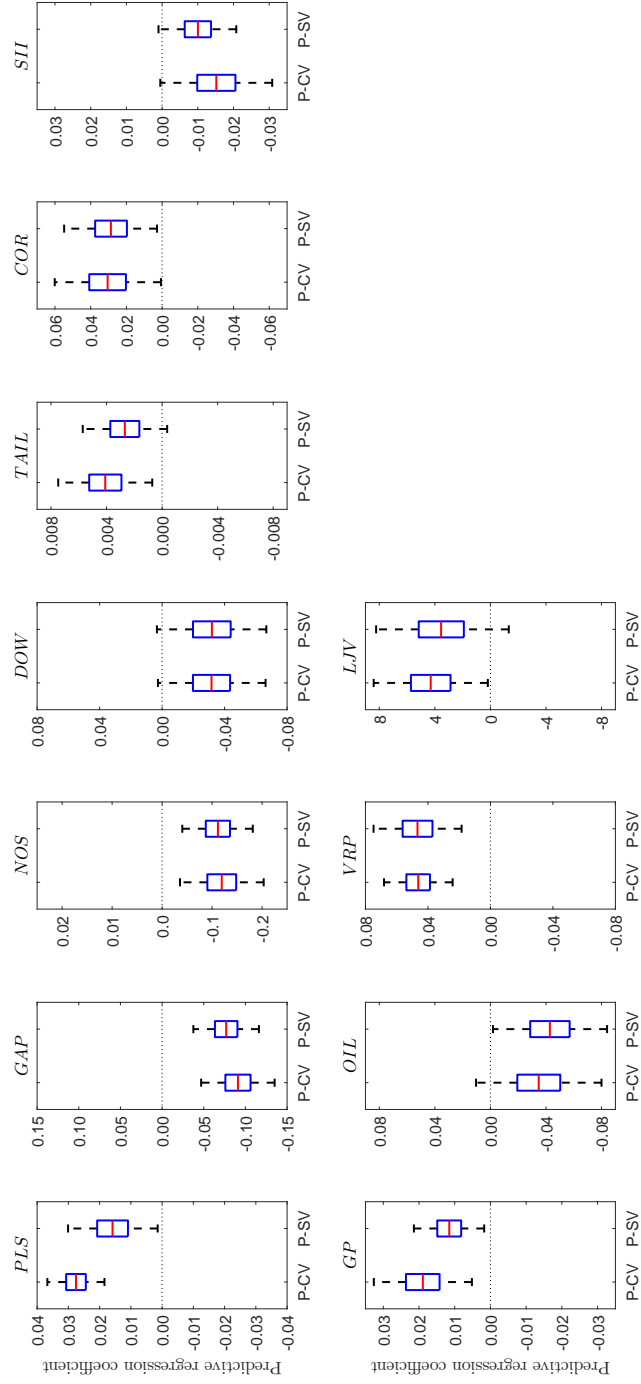 PLS
Predictive regression coefficient
0.04
0.03
0.02
0.01
0.00
-0.01
-0.02
-0.03
-0.04
P-CV P-SV
GAP
0.15
0.10
0.05
0.00
-0.05
-0.10
-0.15
P-CV P-SV
NOS
0.02
0.01
0.0
-0.1
-0.2
P-CV P-SV
DOW
0.08
0.04
0.00
-0.04
-0.08
P-CV P-SV
TAIL
0.008
0.004
0.000
-0.004
-0.008
P-CV P-SV
COR
0.06
0.04
0.02
0.00
-0.02
-0.04
-0.06
P-CV P-SV
SII
0.03
0.02
0.01
0.00
-0.01
-0.02
-0.03
P-CV P-SV
GP
Predictive regression coefficient
0.03
0.02
0.01
0.00
-0.01
-0.02
-0.03
P-CV P-SV
OIL
0.08
0.04
0.00
-0.04
-0.08
P-CV P-SV
VRP
0.08
0.04
0.00
-0.04
-0.08
P-CV P-SV
LJV
8
4
0
-4
-8
P-CV P-SV